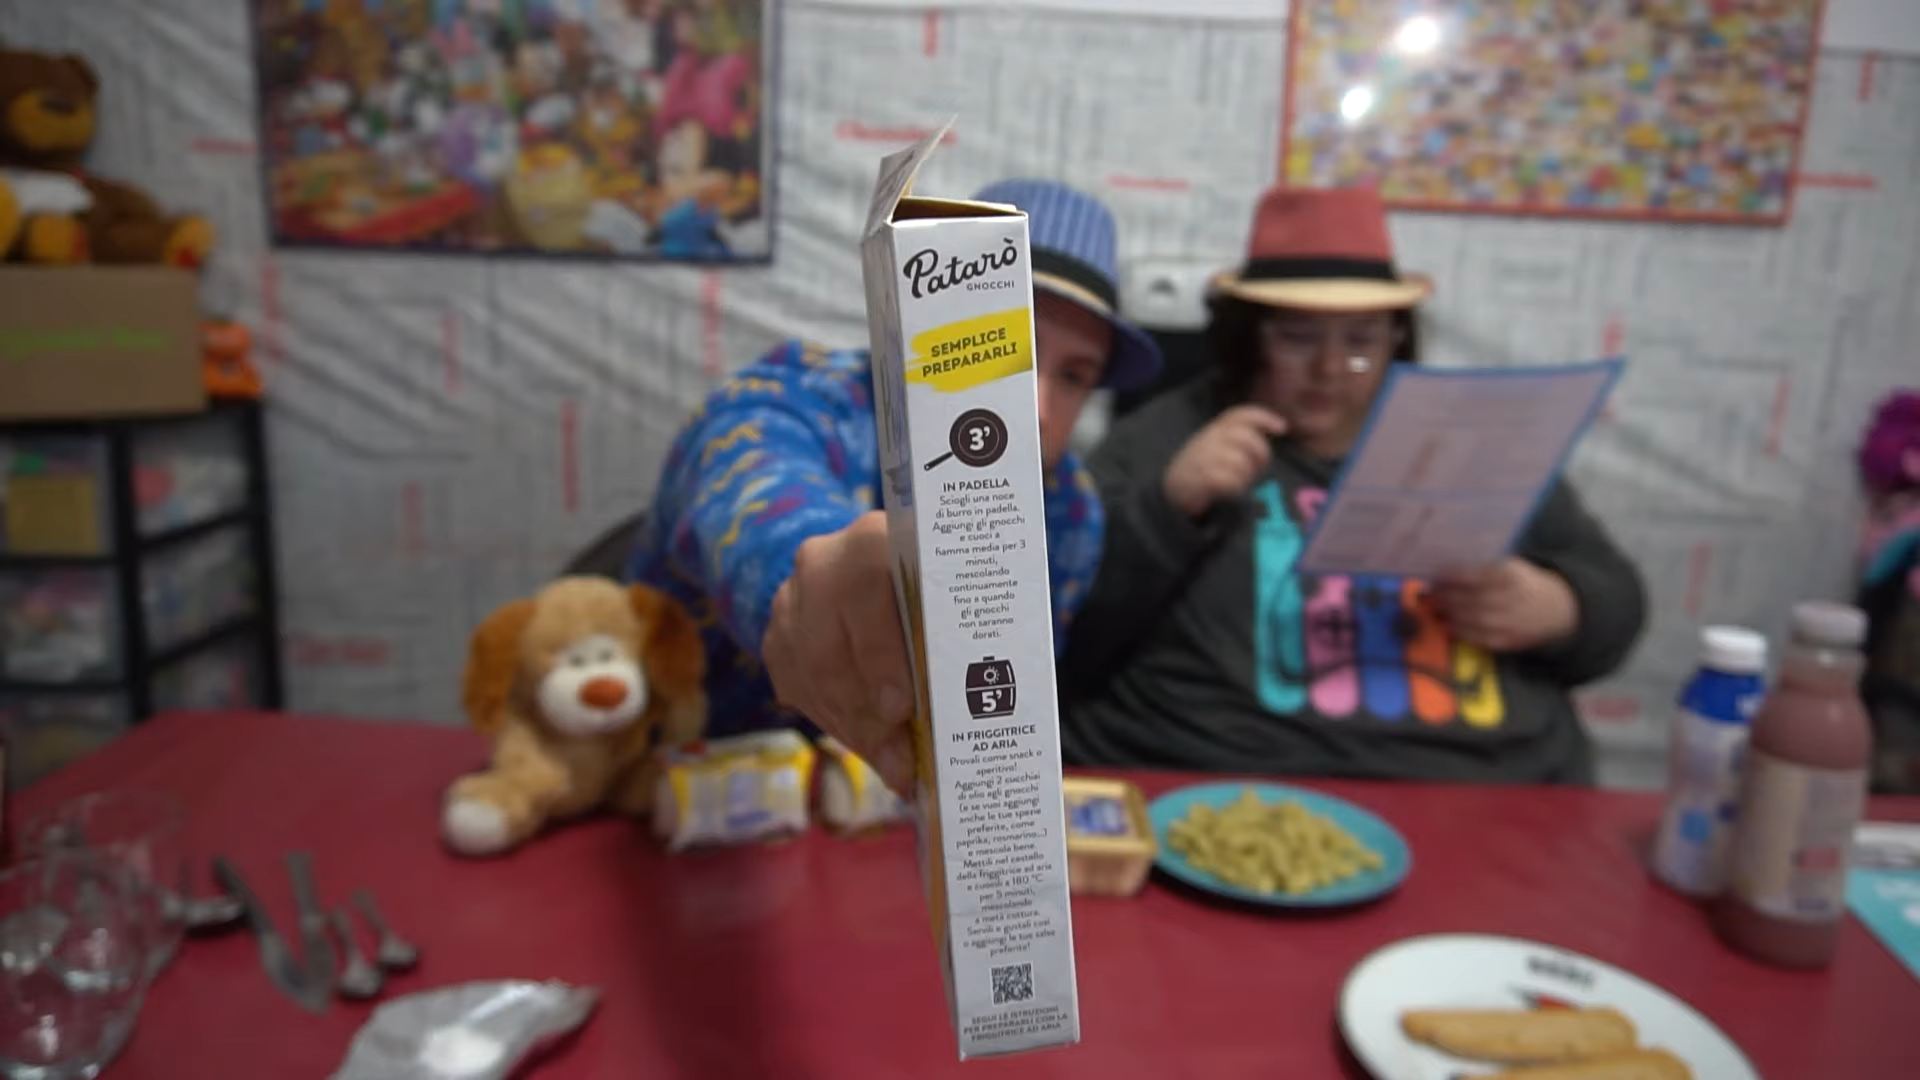 Patarò
GNOCCHI
SEMPLICE
PREPARARLI
3'
IN PADELLA
Sciogli una noce
di burro in padella.
Aggiungi gli gnocchi
e cuoci a
fiamma media per 3
minuti,
mescolando
continuamente
fino a quando
gli gnocchi
non saranno
dorati.
5'
IN FRIGGITRICE
AD ARIA
Provali come snack o
aperitivo!
Aggiungi 2 cucchiai
di olio agli gnocchi
(e se vuoi aggiungi
anche le tue spezie
preferite, come
paprika, rosmarino...)
e mescola bene.
Mettili nel cestello
della friggitrice ad aria
e cuocili a 180 °C
per 5 minuti,
mescolando
a metà cottura.
Servili e gustali così
o aggiungi le tue salse
preferite!
SEGUI LE ISTRUZIONI
PER PREPARARLI CON LA
FRIGGITRICE AD ARIA